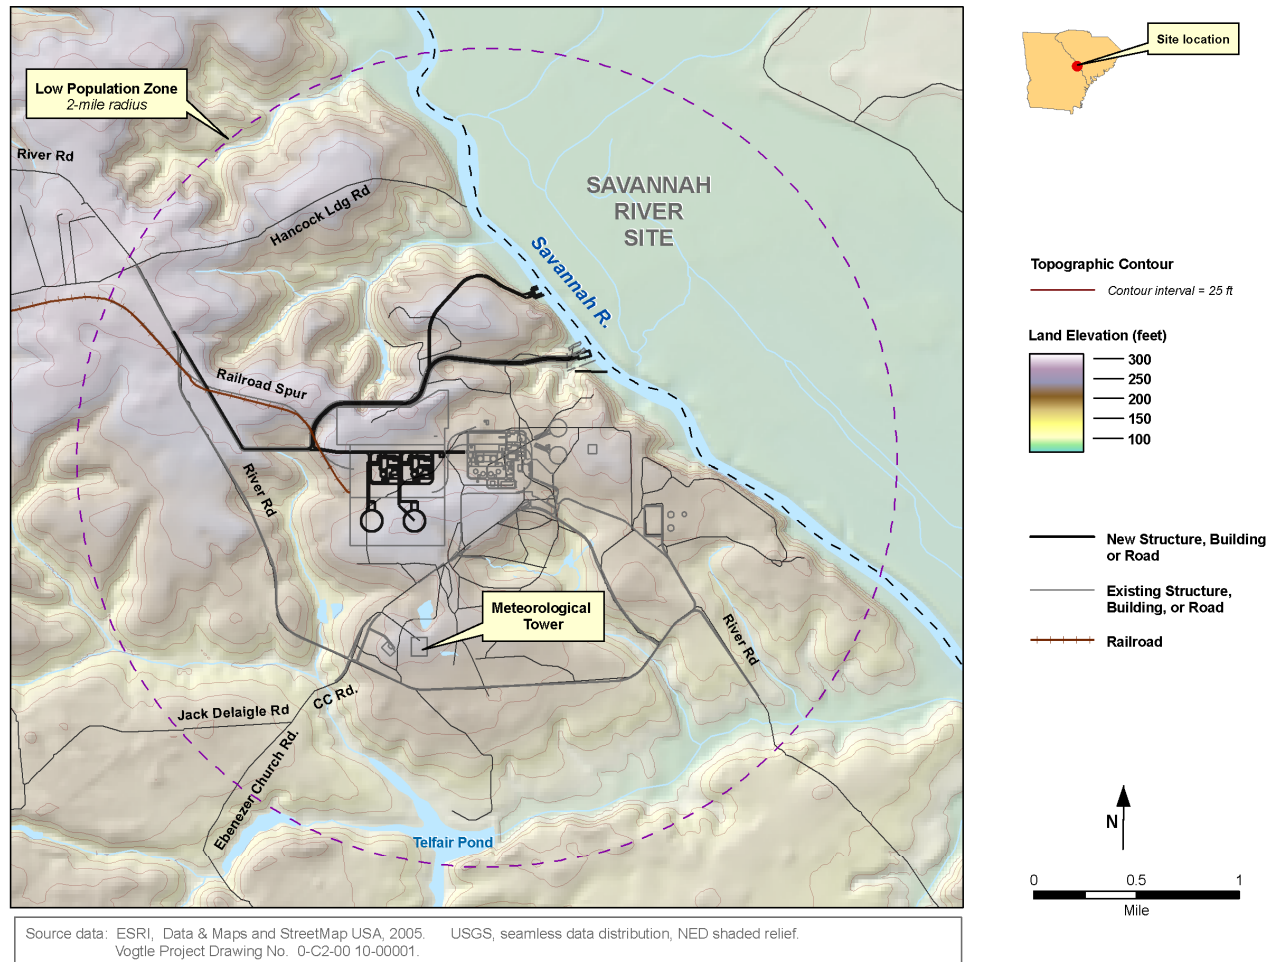 Low Population Zone
2-mile radius
River Rd
Hancock Ldg Rd
SAVANNAH
RIVER
SITE
Savannah R.
Railroad Spur
River Rd
Meteorological
Tower
River Rd
CC Rd.
Jack Delaigle Rd
Ebenezer Church Rd.
Telfair Pond
Site location
Topographic Contour
Contour interval = 25 ft
Land Elevation (feet)
300
250
200
150
100
New Structure, Building
or Road
Existing Structure,
Building, or Road
Railroad
N
0 0.5 1
Mile
Source data: ESRI, Data & Maps and StreetMap USA, 2005. USGS, seamless data distribution, NED shaded relief.
Vogtle Project Drawing No. 0-C2-00 10-00001.